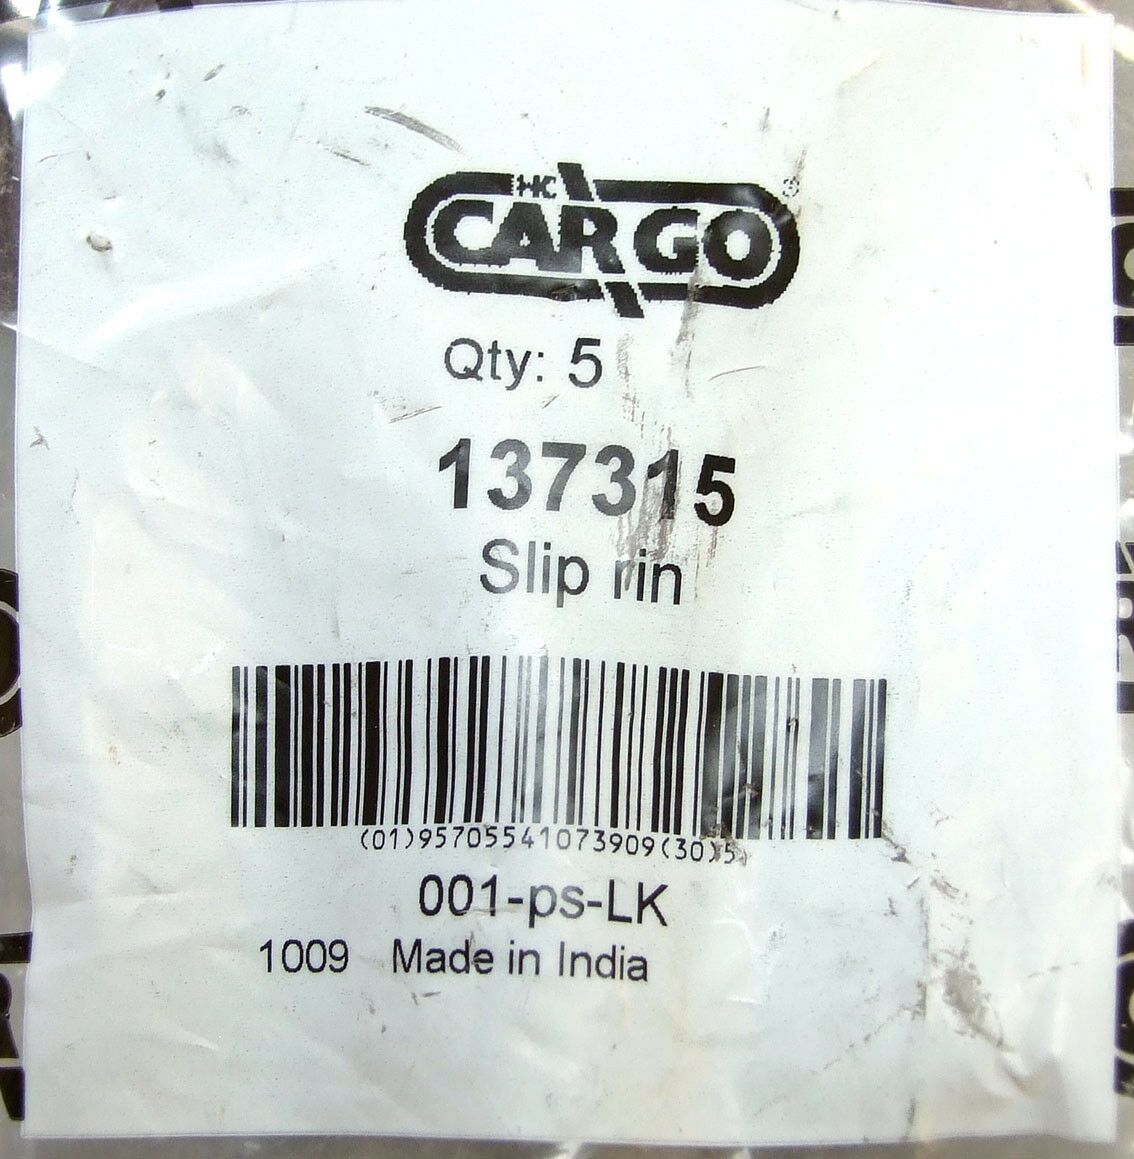 HC
CARGO®
Qty: 5
137315
Slip rin
(01)95705541073909(30)5
001-ps-LK
1009 Made in India